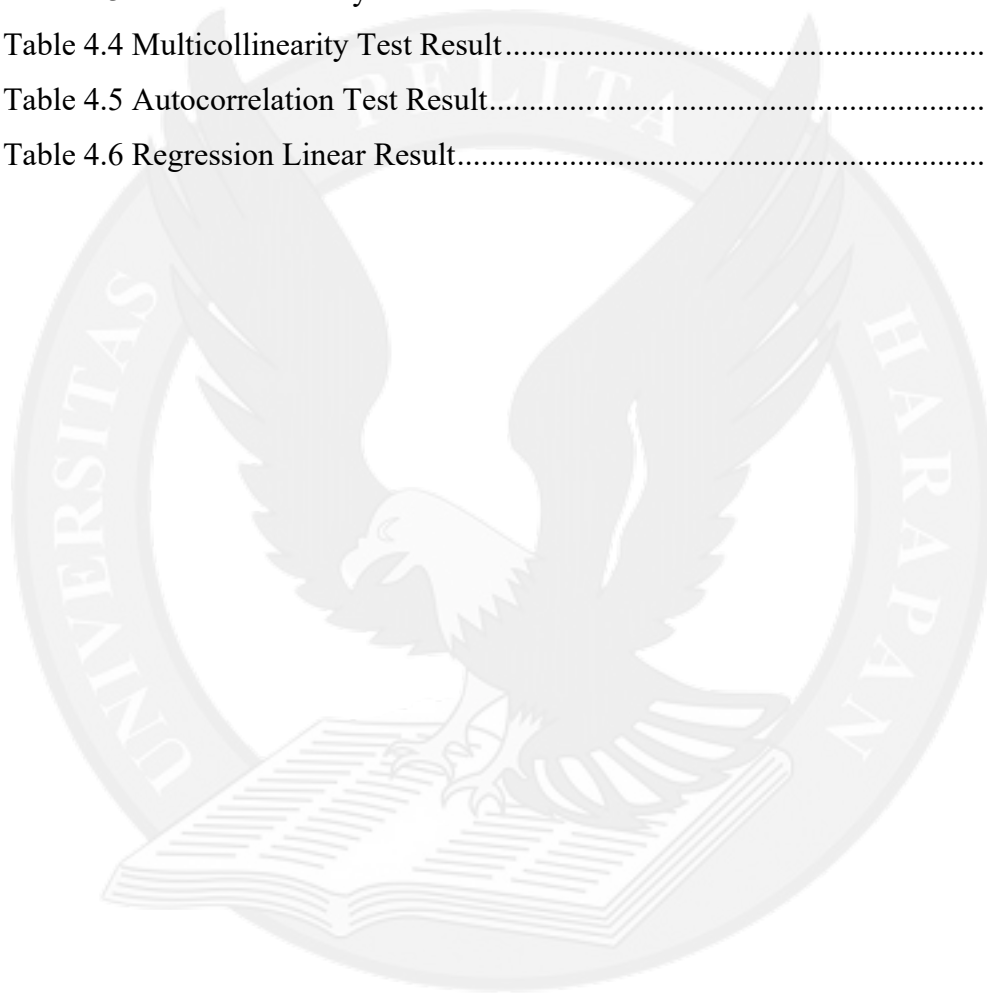 Table 4.4 Multicollinearity Test Result
Table 4.5 Autocorrelation Test Result
Table 4.6 Regression Linear Result
UNIVERSITAS PELITA HARAPAN